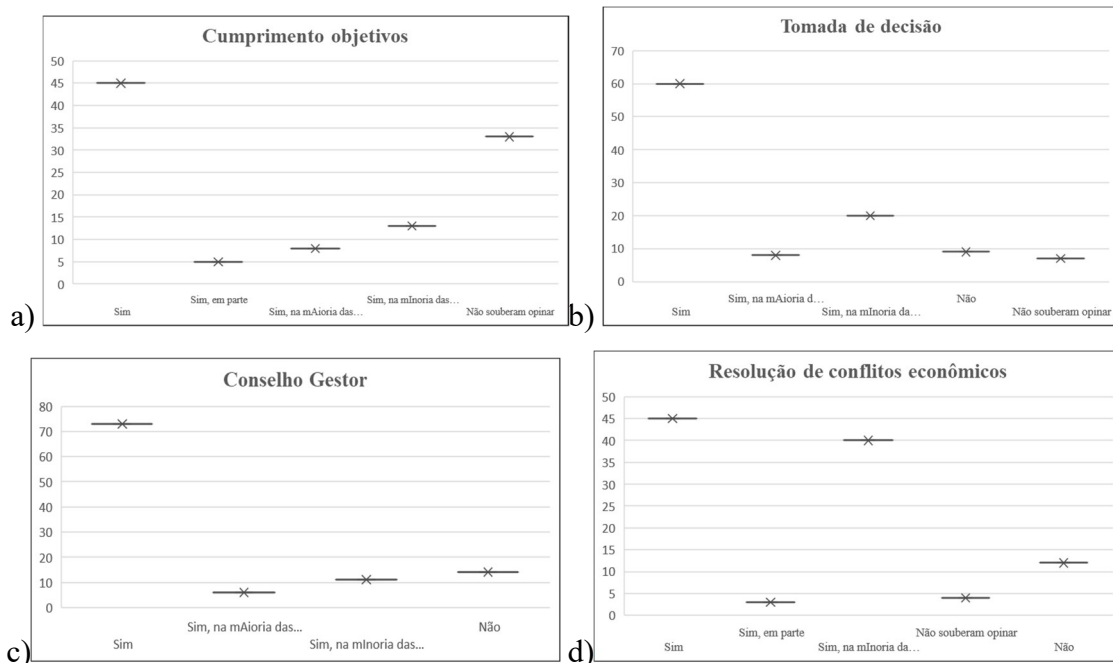 Cumprimento objetivos
50
45
40
35
30
25
20
15
10
5
0
Sim
Sim, em parte
Sim, na mAioria das…
Sim, na mInoria das…
Não souberam opinar
a)
Tomada de decisão
70
60
50
40
30
20
10
0
Sim
Sim, na mAioria d…
Sim, na mInoria da…
Não
Não souberam opinar
b)
Conselho Gestor
80
70
60
50
40
30
20
10
0
Sim
Sim, na mAioria das…
Sim, na mInoria das…
Não
c)
Resolução de conflitos econômicos
50
45
40
35
30
25
20
15
10
5
0
Sim
Sim, em parte
Sim, na mInoria da…
Não souberam opinar
Não
d)